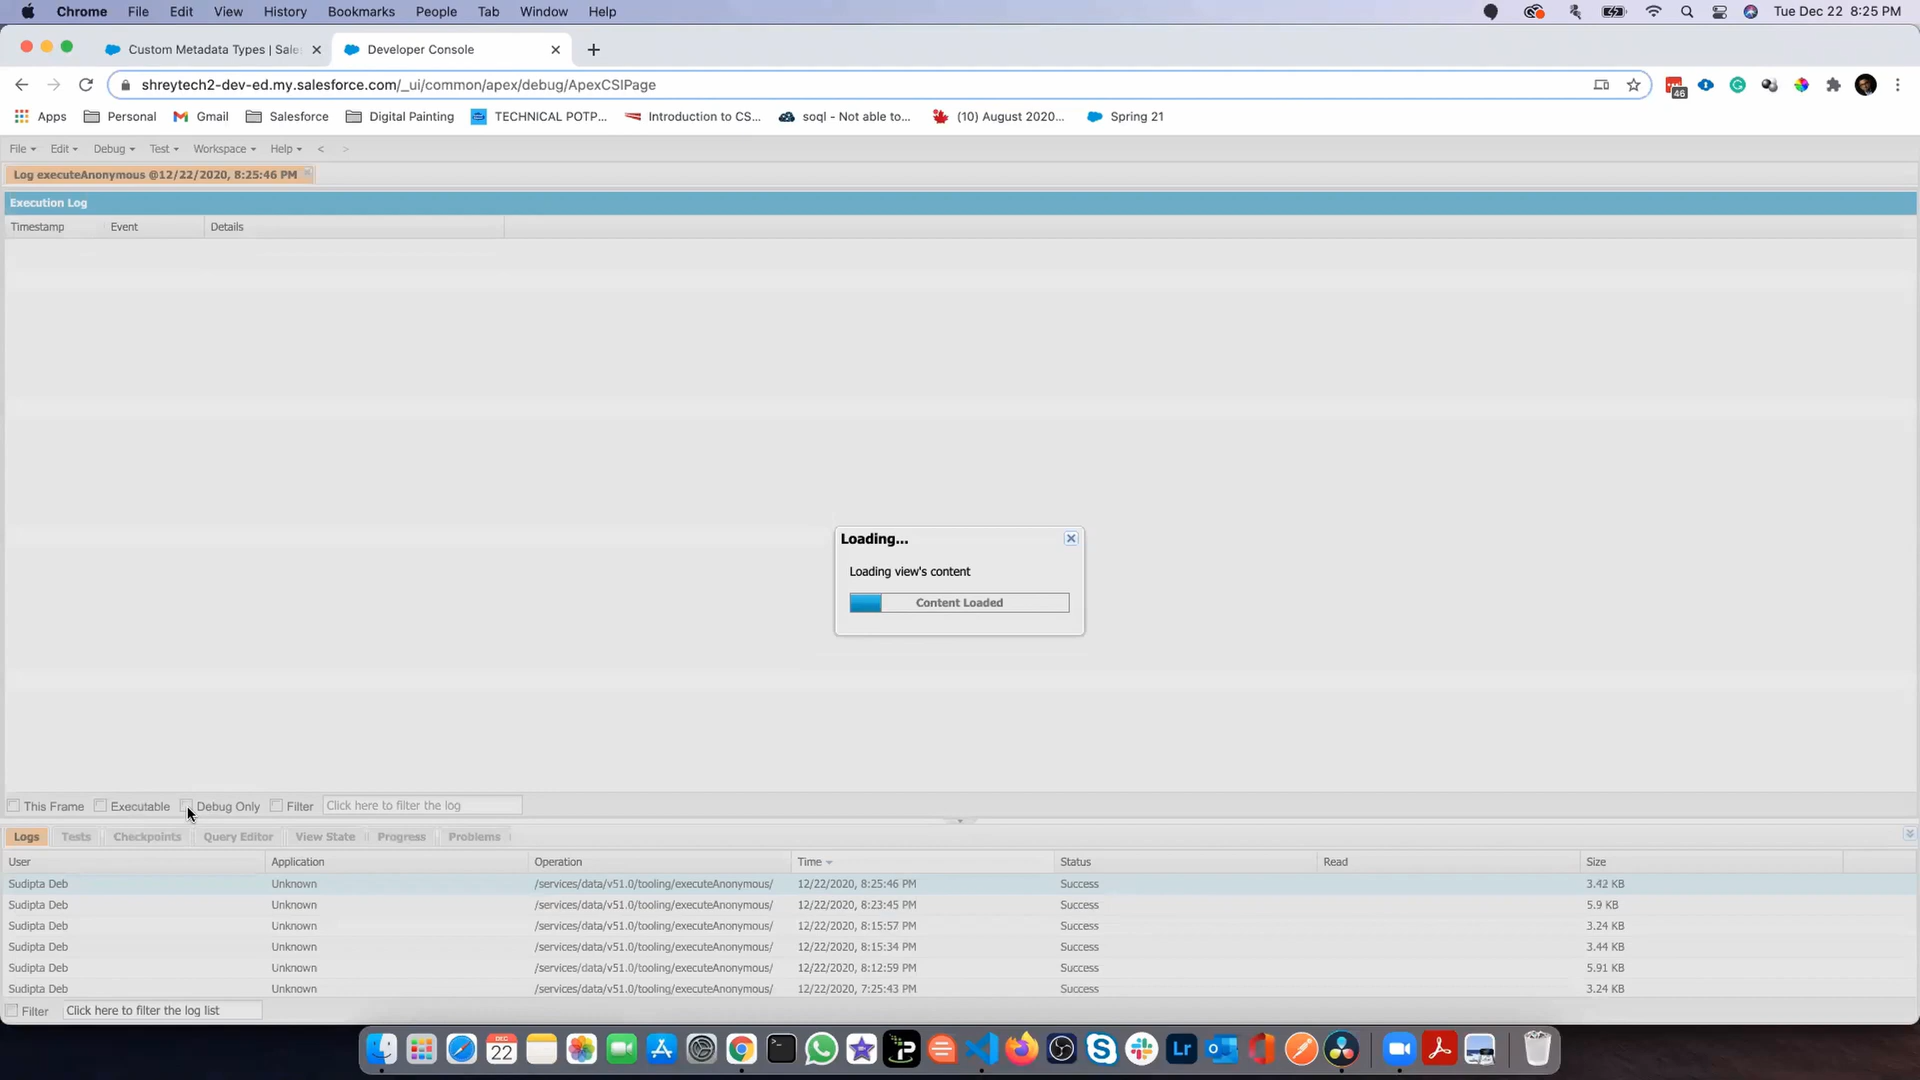 Chrome File Edit View History Bookmarks People Tab Window Help Tue Dec 22 8:25 PM
Custom Metadata Types | Sale Developer Console
shreytech2-dev-ed.my.salesforce.com/_ui/common/apex/debug/ApexCSIPage 46
Apps Personal Gmail Salesforce Digital Painting TECHNICAL POTP... Introduction to CS... soql - Not able to... (10) August 2020... Spring 21
File Edit Debug Test Workspace Help < >
Log executeAnonymous @12/22/2020, 8:25:46 PM
Execution Log
Timestamp Event Details
Loading...
Loading view's content
Content Loaded
This Frame Executable Debug Only Filter Click here to filter the log
Logs Tests Checkpoints Query Editor View State Progress Problems
User Application Operation Time Status Read Size
Sudipta Deb Unknown /services/data/v51.0/tooling/executeAnonymous/ 12/22/2020, 8:25:46 PM Success 3.42 KB
Sudipta Deb Unknown /services/data/v51.0/tooling/executeAnonymous/ 12/22/2020, 8:23:45 PM Success 5.9 KB
Sudipta Deb Unknown /services/data/v51.0/tooling/executeAnonymous/ 12/22/2020, 8:15:57 PM Success 3.24 KB
Sudipta Deb Unknown /services/data/v51.0/tooling/executeAnonymous/ 12/22/2020, 8:15:34 PM Success 3.44 KB
Sudipta Deb Unknown /services/data/v51.0/tooling/executeAnonymous/ 12/22/2020, 8:12:59 PM Success 5.91 KB
Sudipta Deb Unknown /services/data/v51.0/tooling/executeAnonymous/ 12/22/2020, 7:25:43 PM Success 3.24 KB
Filter Click here to filter the log list
DEC
22
Lr